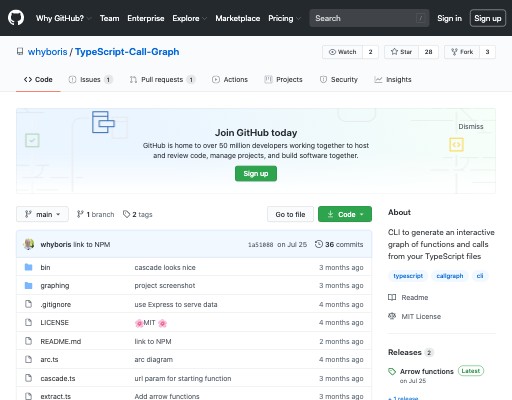 Why GitHub? Team Enterprise Explore Marketplace Pricing Search / Sign in Sign up
whyboris / TypeScript-Call-Graph Watch 2 Star 28 Fork 3
Code Issues 1 Pull requests 1 Actions Projects Security Insights
Dismiss
Join GitHub today
GitHub is home to over 50 million developers working together to host
and review code, manage projects, and build software together.
Sign up
main 1 branch 2 tags Go to file Code
whyboris link to NPM 1a51088 on Jul 25 36 commits
bin cascade looks nice 3 months ago
graphing project screenshot 3 months ago
.gitignore use Express to serve data 4 months ago
LICENSE 🌸MIT 🌸 4 months ago
README.md link to NPM 2 months ago
arc.ts arc diagram 4 months ago
cascade.ts url param for starting function 3 months ago
extract.ts Add arrow functions 3 months ago
About
CLI to generate an interactive
graph of functions and calls
from your TypeScript files
typescript callgraph cli
Readme
MIT License
Releases 2
Arrow functions Latest
on Jul 25
+ 1 release